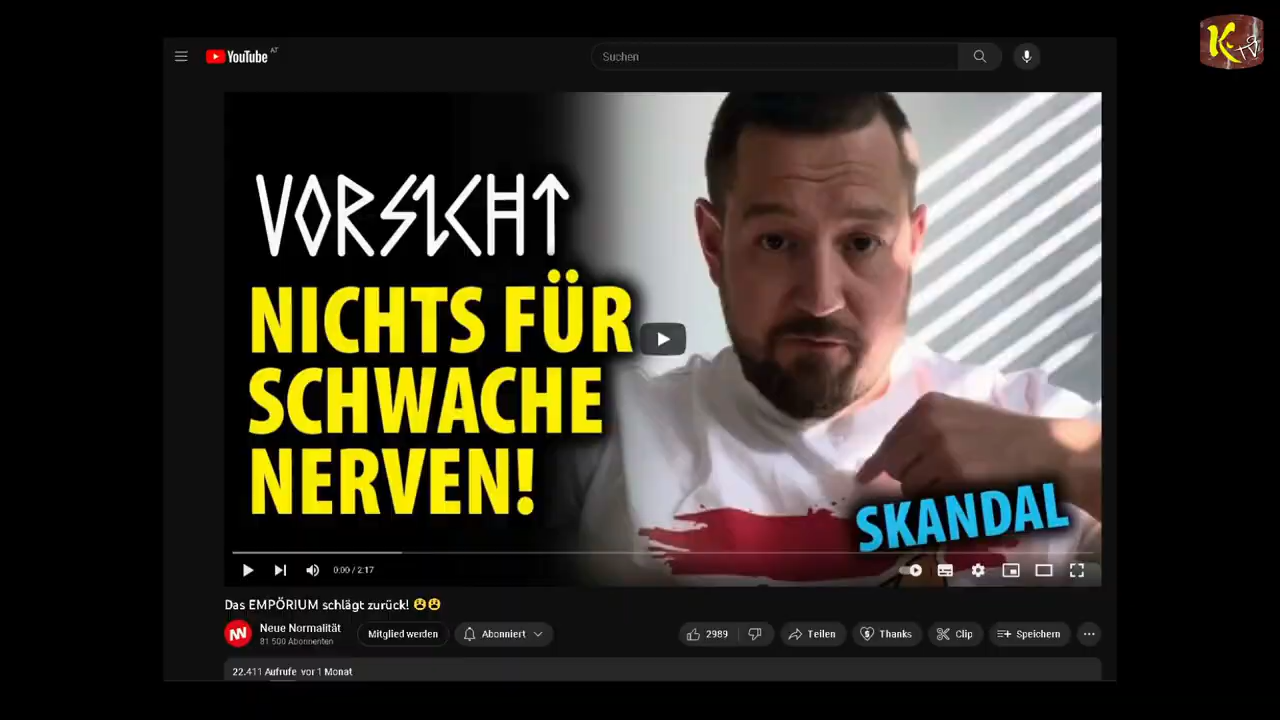 K TV
YouTube AT
Suchen
VORSICHT
NICHTS FÜR
SCHWACHE
NERVEN!
SKANDAL
0:00 / 2:17
Das EMPÖRIUM schlägt zurück! 😩😩
Neue Normalität
81 500 Abonnenten
Mitglied werden
Abonniert
2989
Teilen
Thanks
Clip
Speichern
22.411 Aufrufe vor 1 Monat